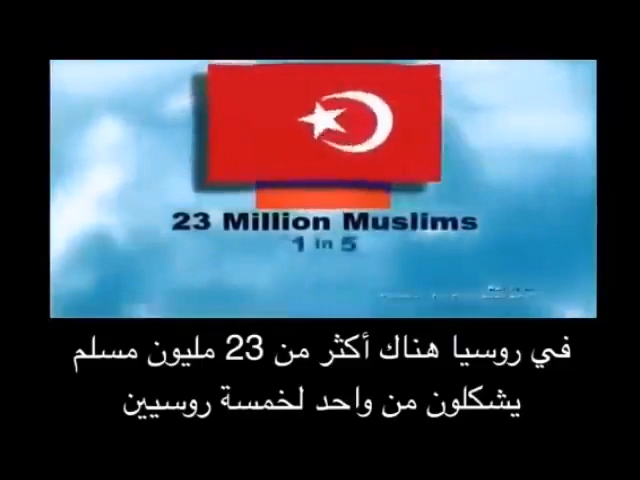 23 Million Muslims
1 in 5
في روسيا هناك أكثر من 23 مليون مسلم
يشكلون من واحد لخمسة روسيين